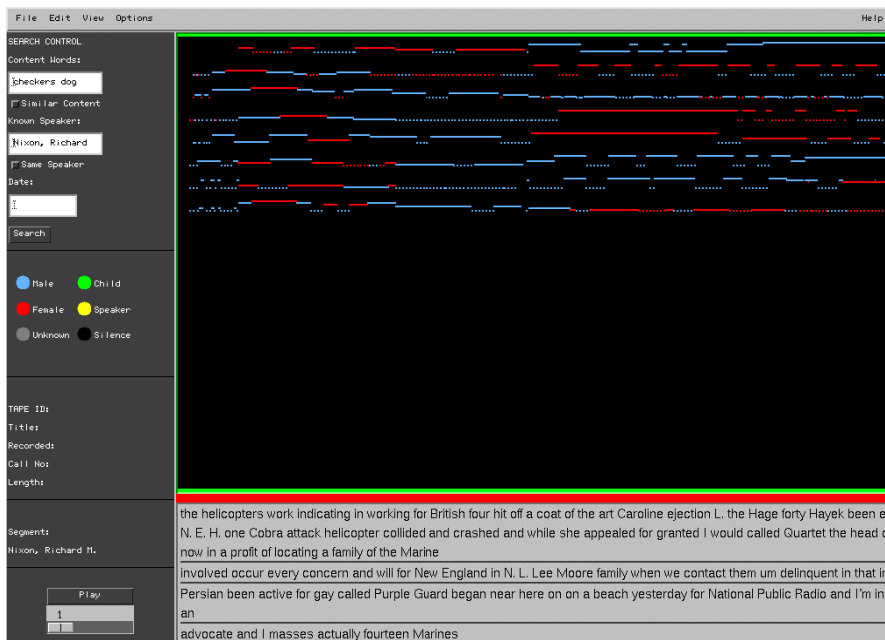 File Edit View Options Help
SEARCH CONTROL
Content Words:
checkers dog
Similar Content
Known Speaker:
Nixon, Richard
Same Speaker
Date:
Search
Male Child
Female Speaker
Unknown Silence
TAPE ID:
Title:
Recorded:
Call No:
Length:
Segment:
Nixon, Richard M.
Play
1
the helicopters work indicating in working for British four hit off a coat of the art Caroline ejection L. the Hage forty Hayek been e
N. E. H. one Cobra attack helicopter collided and crashed and while she appealed for granted I would called Quartet the head
now in a profit of locating a family of the Marine
involved occur every concern and will for New England in N. L. Lee Moore family when we contact them um delinquent in that in
Persian been active for gay called Purple Guard began near here on on a beach yesterday for National Public Radio and I'm in
an
advocate and I masses actually fourteen Marines